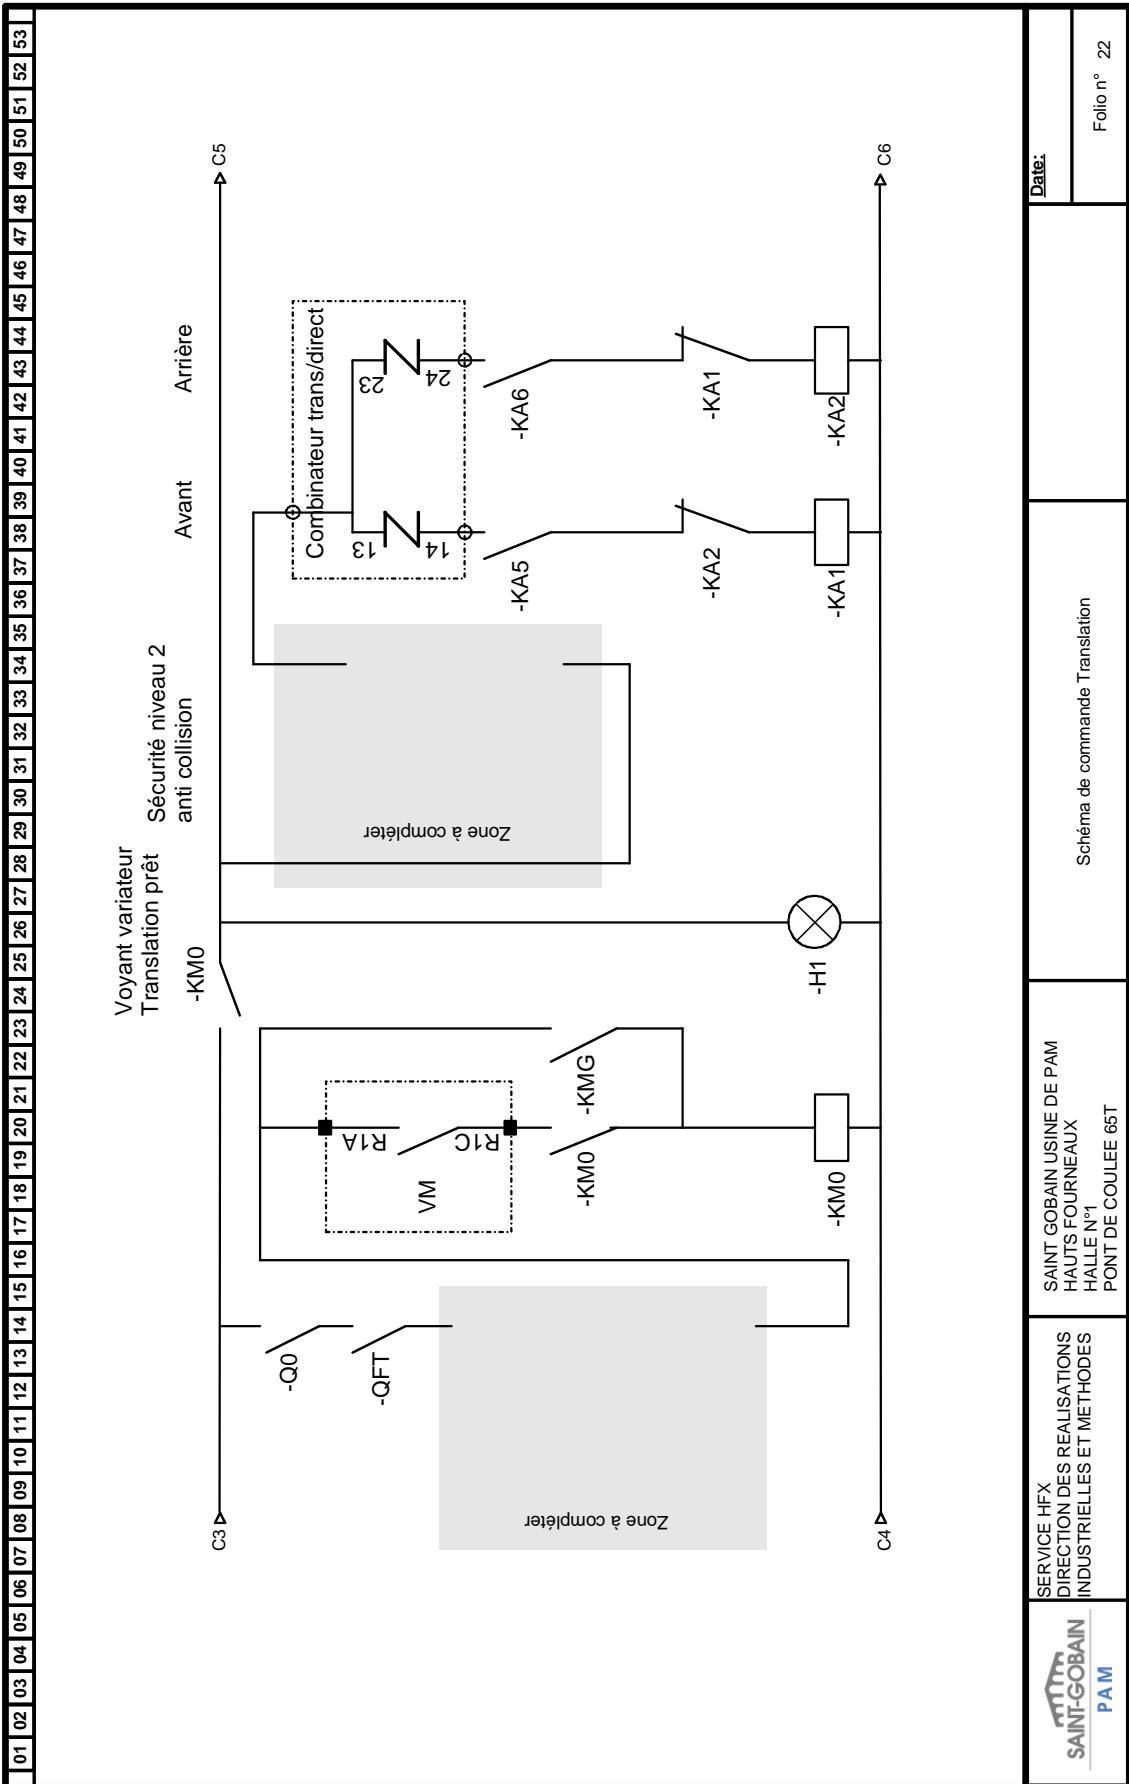 01 02 03 04 05 06 07 08 09 10 11 12 13 14 15 16 17 18 19 20 21 22 23 24 25 26 27 28 29 30 31 32 33 34 35 36 37 38 39 40 41 42 43 44 45 46 47 48 49 50 51 52 53
Voyant variateur
Translation prêt
Sécurité niveau 2
anti collision
Avant
Arrière
C3
-KM0
C5
-Q0
-QFT
Zone à compléter
R1A
VM
R1C
-KM0
-KMG
-KM0
-H1
Zone à compléter
Combinateur trans/direct
13
14
23
24
-KA5
-KA6
-KA2
-KA1
-KA1
-KA2
C4
C6
SAINT-GOBAIN
PAM
SERVICE HFX
DIRECTION DES REALISATIONS
INDUSTRIELLES ET METHODES
SAINT GOBAIN USINE DE PAM
HAUTS FOURNEAUX
HALLE N°1
PONT DE COULEE 65T
Schéma de commande Translation
Date:
Folio n° 22